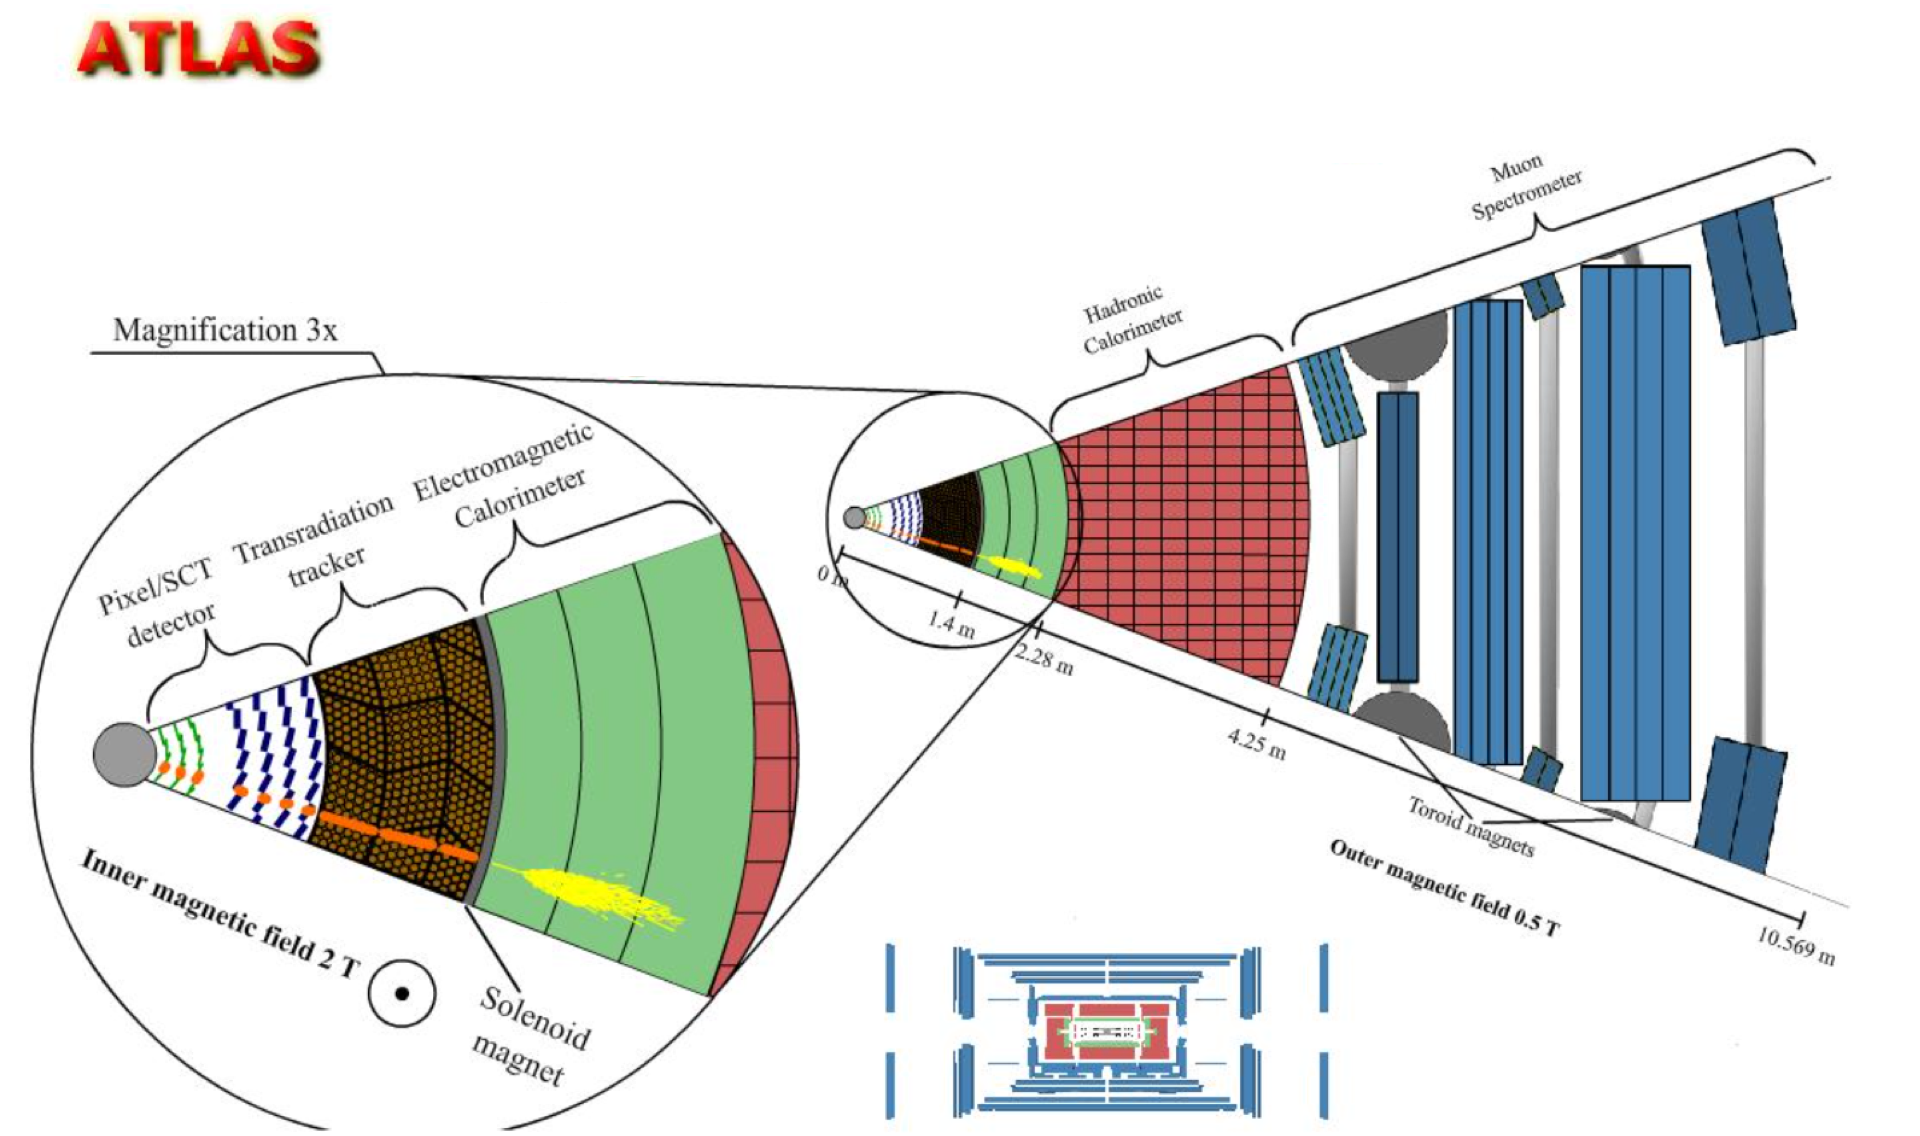 ATLAS
Muon
Spectrometer
Hadronic
Calorimeter
Magnification 3x
Electromagnetic
Calorimeter
Transradiation
tracker
Pixel/SCT
detector
0 m
1.4 m
2.28 m
4.25 m
10.569 m
Toroid magnets
Outer magnetic field 0.5 T
Inner magnetic field 2 T
Solenoid
magnet